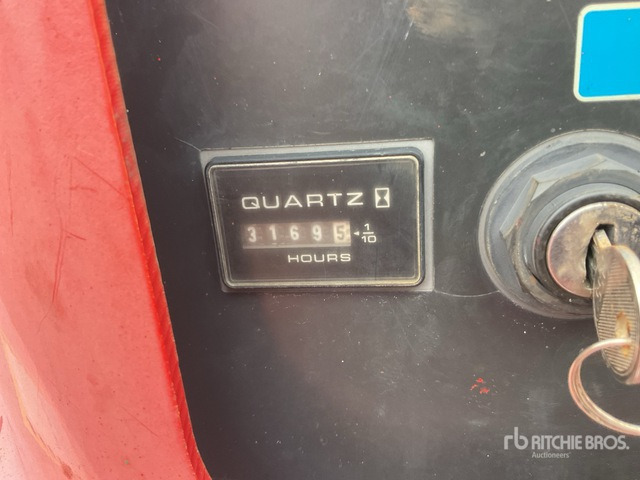 QUARTZ
31695 1/10
HOURS
rb RITCHIE BROS.
Auctioneers